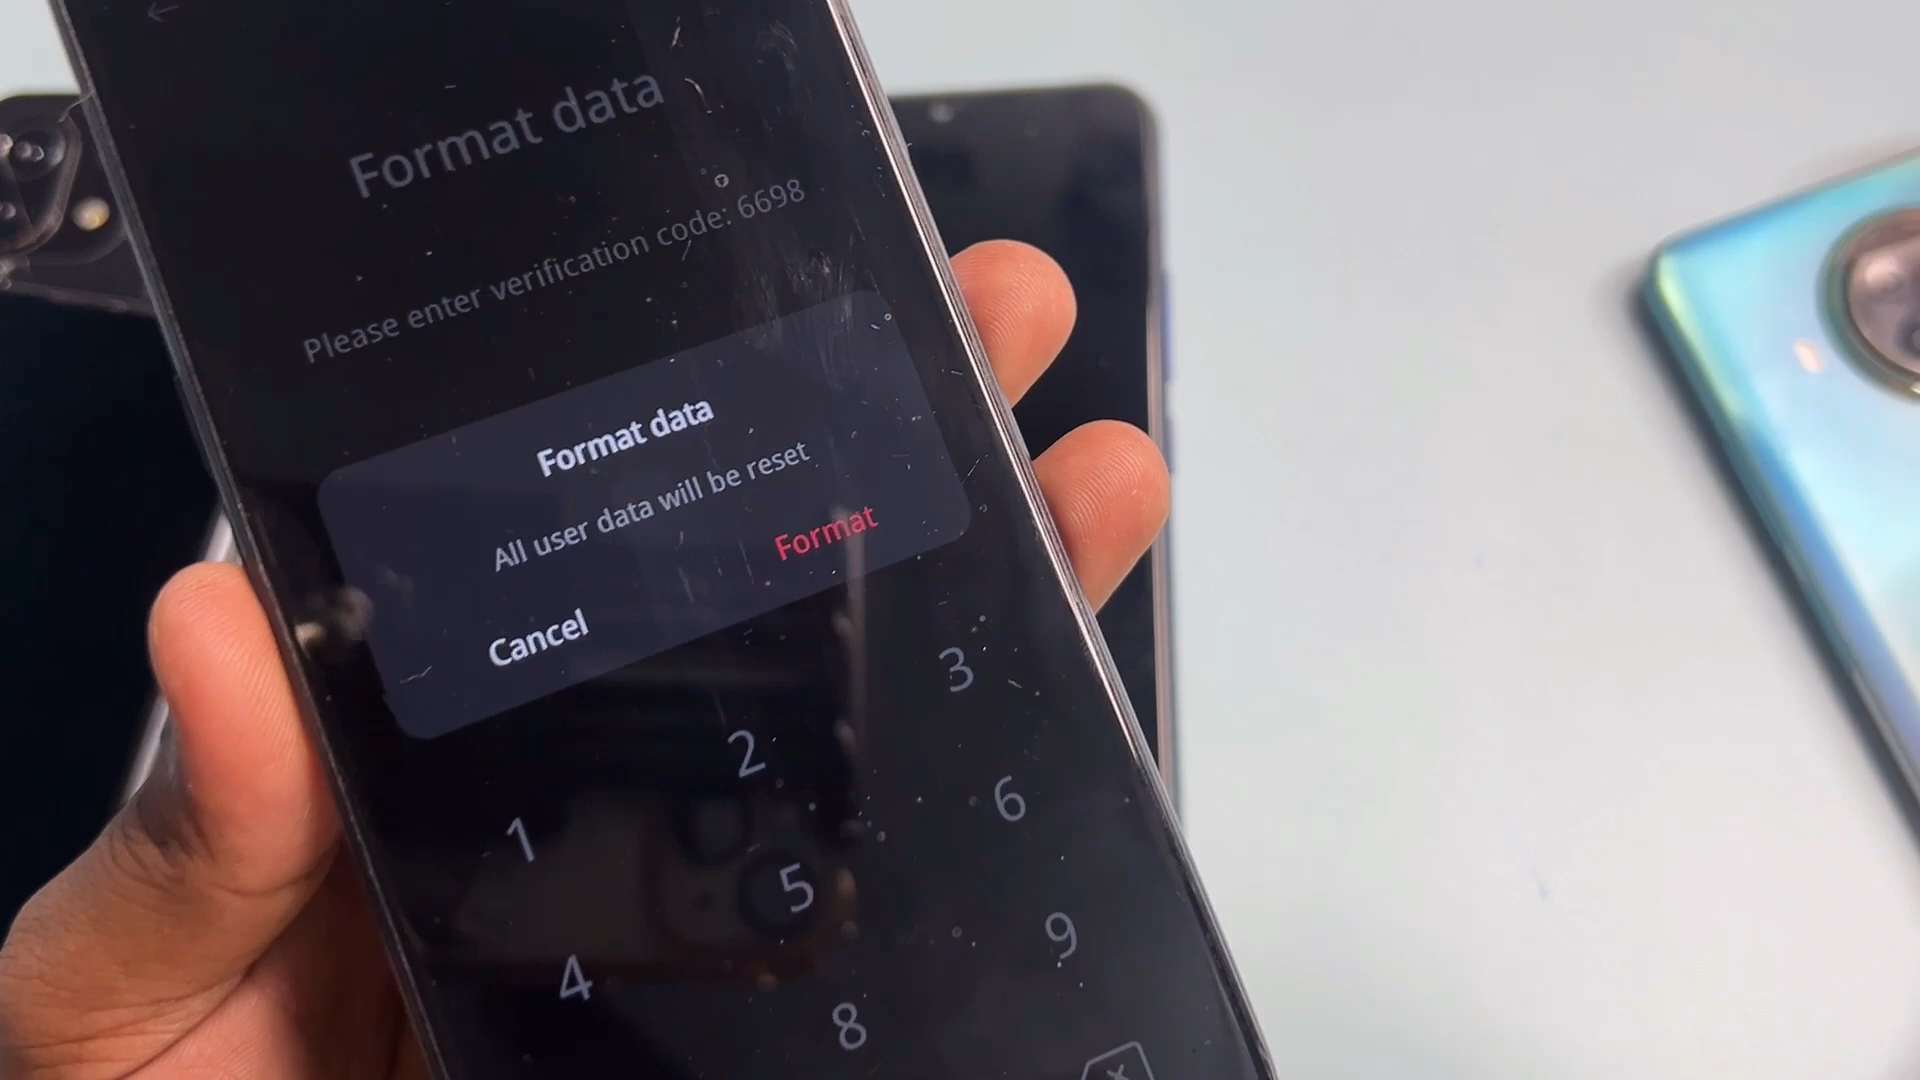 Format data
Please enter verification code: 6698
Format data
All user data will be reset
Cancel
Format
1
2
3
4
5
6
8
9